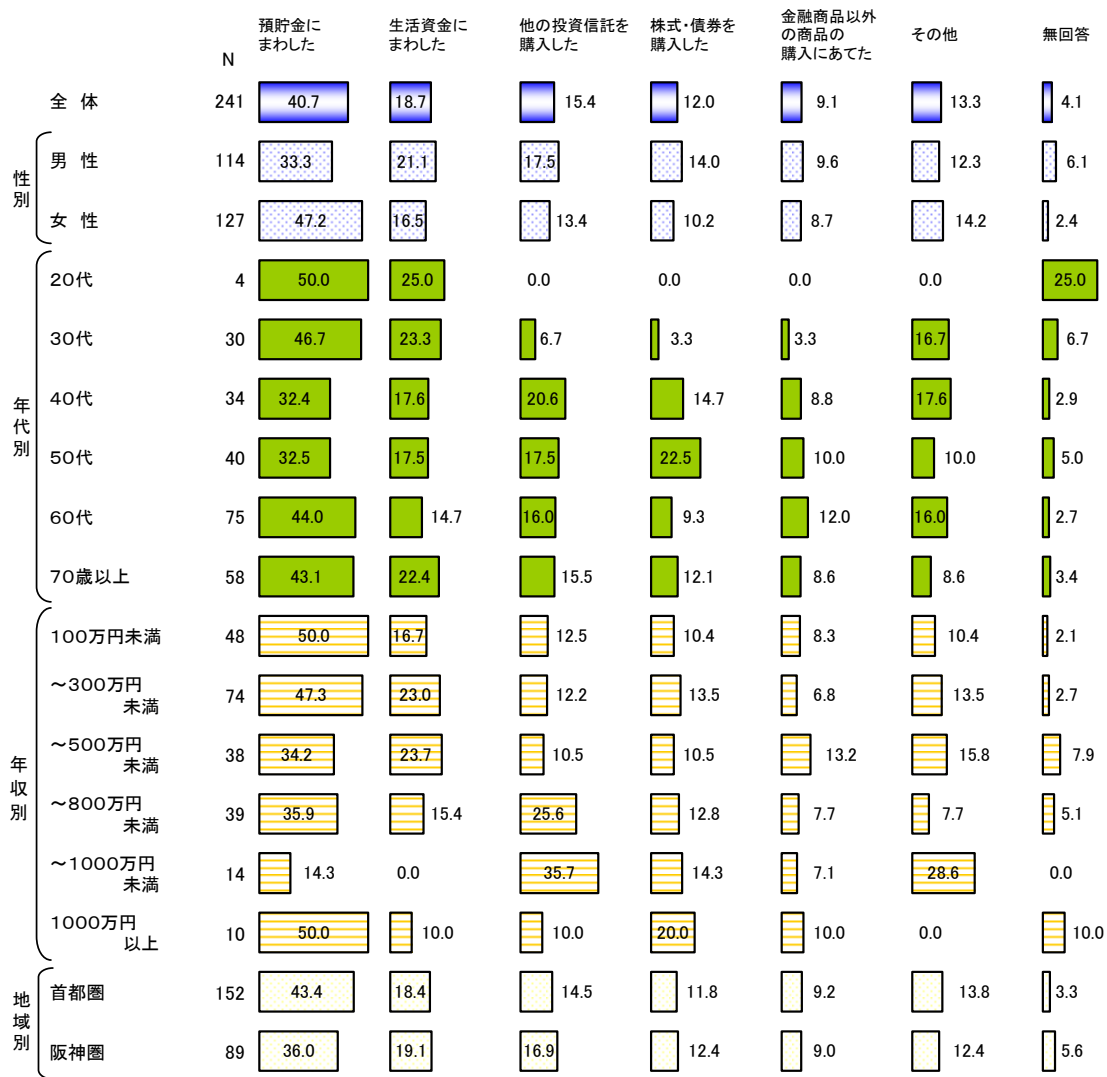 預貯金に
まわした
生活資金に
まわした
他の投資信託を
購入した
株式・債券を
購入した
金融商品以外
の商品の
購入にあてた
その他
無回答
N
全 体 241 40.7 18.7 15.4 12.0 9.1 13.3 4.1
性別
男 性 114 33.3 21.1 17.5 14.0 9.6 12.3 6.1
女 性 127 47.2 16.5 13.4 10.2 8.7 14.2 2.4
年代別
20代 4 50.0 25.0 0.0 0.0 0.0 0.0 25.0
30代 30 46.7 23.3 6.7 3.3 3.3 16.7 6.7
40代 34 32.4 17.6 20.6 14.7 8.8 17.6 2.9
50代 40 32.5 17.5 17.5 22.5 10.0 10.0 5.0
60代 75 44.0 14.7 16.0 9.3 12.0 16.0 2.7
70歳以上 58 43.1 22.4 15.5 12.1 8.6 8.6 3.4
年収別
100万円未満 48 50.0 16.7 12.5 10.4 8.3 10.4 2.1
～300万円
未満 74 47.3 23.0 12.2 13.5 6.8 13.5 2.7
～500万円
未満 38 34.2 23.7 10.5 10.5 13.2 15.8 7.9
～800万円
未満 39 35.9 15.4 25.6 12.8 7.7 7.7 5.1
～1000万円
未満 14 14.3 0.0 35.7 14.3 7.1 28.6 0.0
1000万円
以上 10 50.0 10.0 10.0 20.0 10.0 0.0 10.0
地域別
首都圏 152 43.4 18.4 14.5 11.8 9.2 13.8 3.3
阪神圏 89 36.0 19.1 16.9 12.4 9.0 12.4 5.6